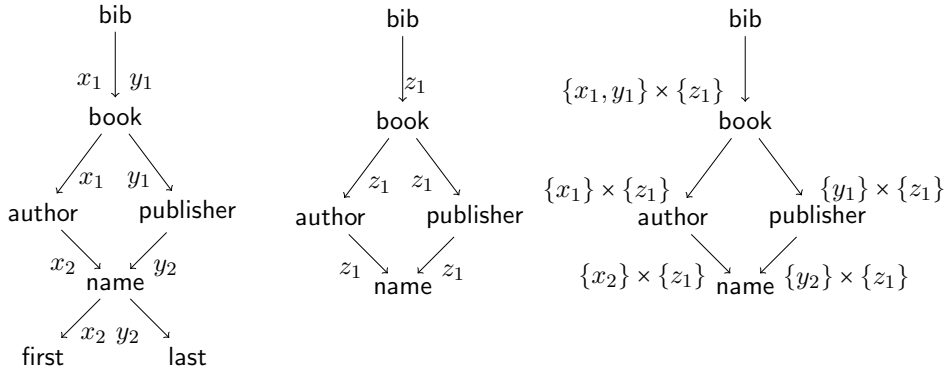 bib
x₁ y₁
book
x₁ y₁
author publisher
x₂ y₂
name
x₂ y₂
first last
bib
z₁
book
z₁ z₁
author publisher
z₁ z₁
name
bib
{x₁, y₁} × {z₁}
book
{x₁} × {z₁} {y₁} × {z₁}
author publisher
{x₂} × {z₁} name {y₂} × {z₁}